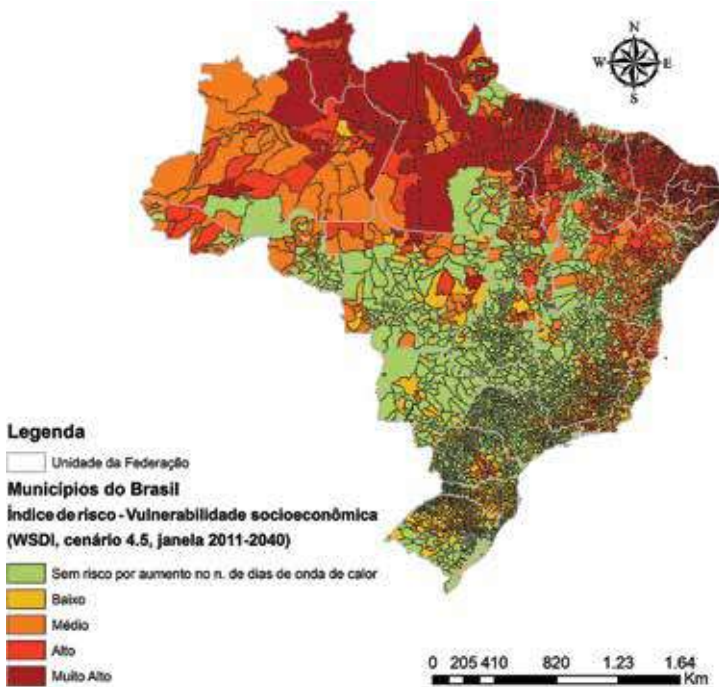 N
W E
S
Legenda
Unidade da Federação
Municípios do Brasil
Índice de risco - Vulnerabilidade socioeconômica
(WSDI, cenário 4.5, janela 2011-2040)
Sem risco por aumento no n. de dias de onda de calor
Baixo
Médio
Alto
Muito Alto
0 205 410 820 1.23 1.64
Km